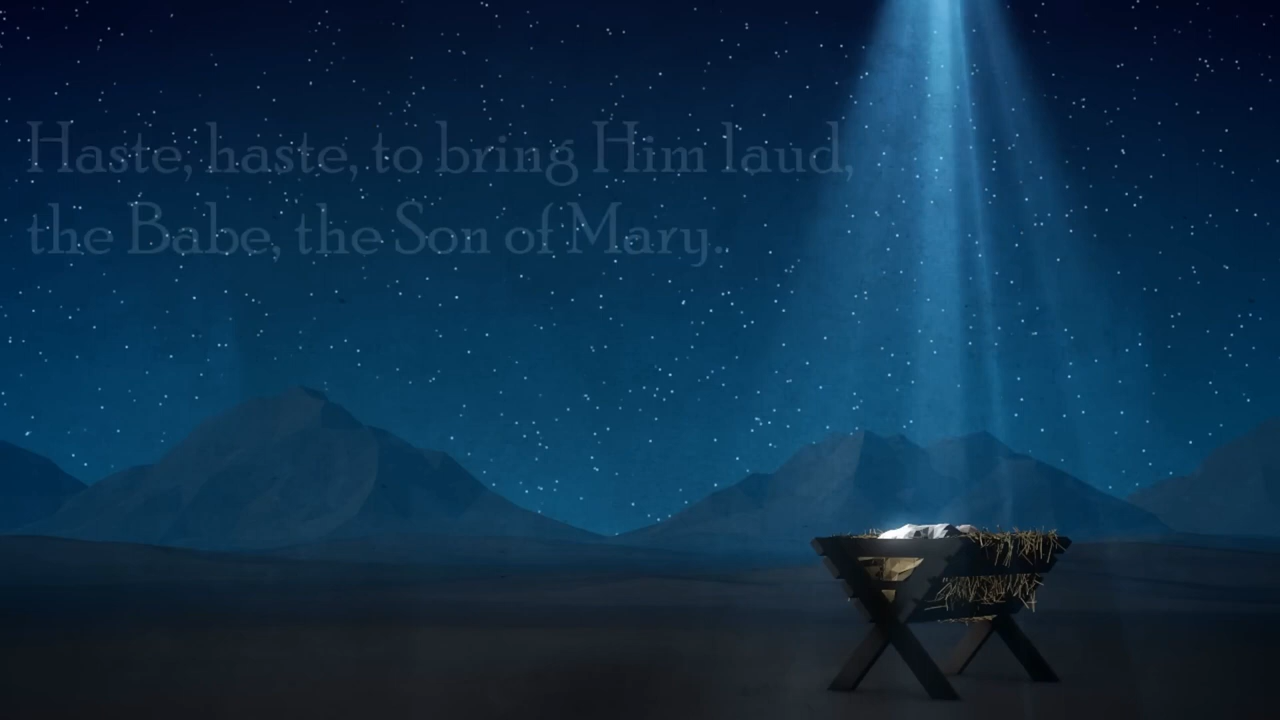 Haste, haste, to bring Him laud,
the Babe, the Son of Mary.